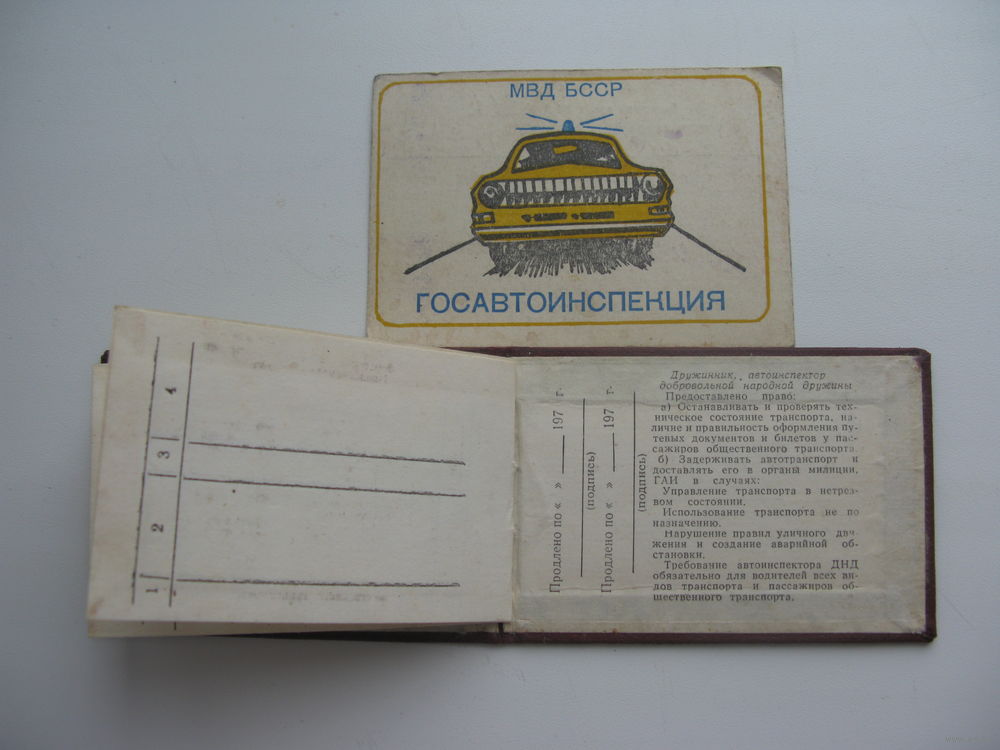 МВД БССР
ГОСАВТОИНСПЕКЦИЯ
1 2 3 4
Продлено по « » 197 г.
(подпись)
Продлено по « » 197 г.
(подпись)
Дружинник, автоинспектор
добровольной народной дружины
Предоставлено право:
а) Останавливать и проверять тех-
ническое состояние транспорта, на-
личие и правильность оформления пу-
тевых документов и билетов у пас-
сажиров общественного транспорта.
б) Задерживать автотранспорт и
доставлять его в органы милиции,
ГАИ в случаях:
Управление транспорта в нетрез-
вом состоянии.
Использование транспорта не по
назначению.
Нарушение правил уличного дви-
жения и создание аварийной об-
становки.
Требование автоинспектора ДНД
обязательно для водителей всех ви-
дов транспорта и пассажиров об-
щественного транспорта.